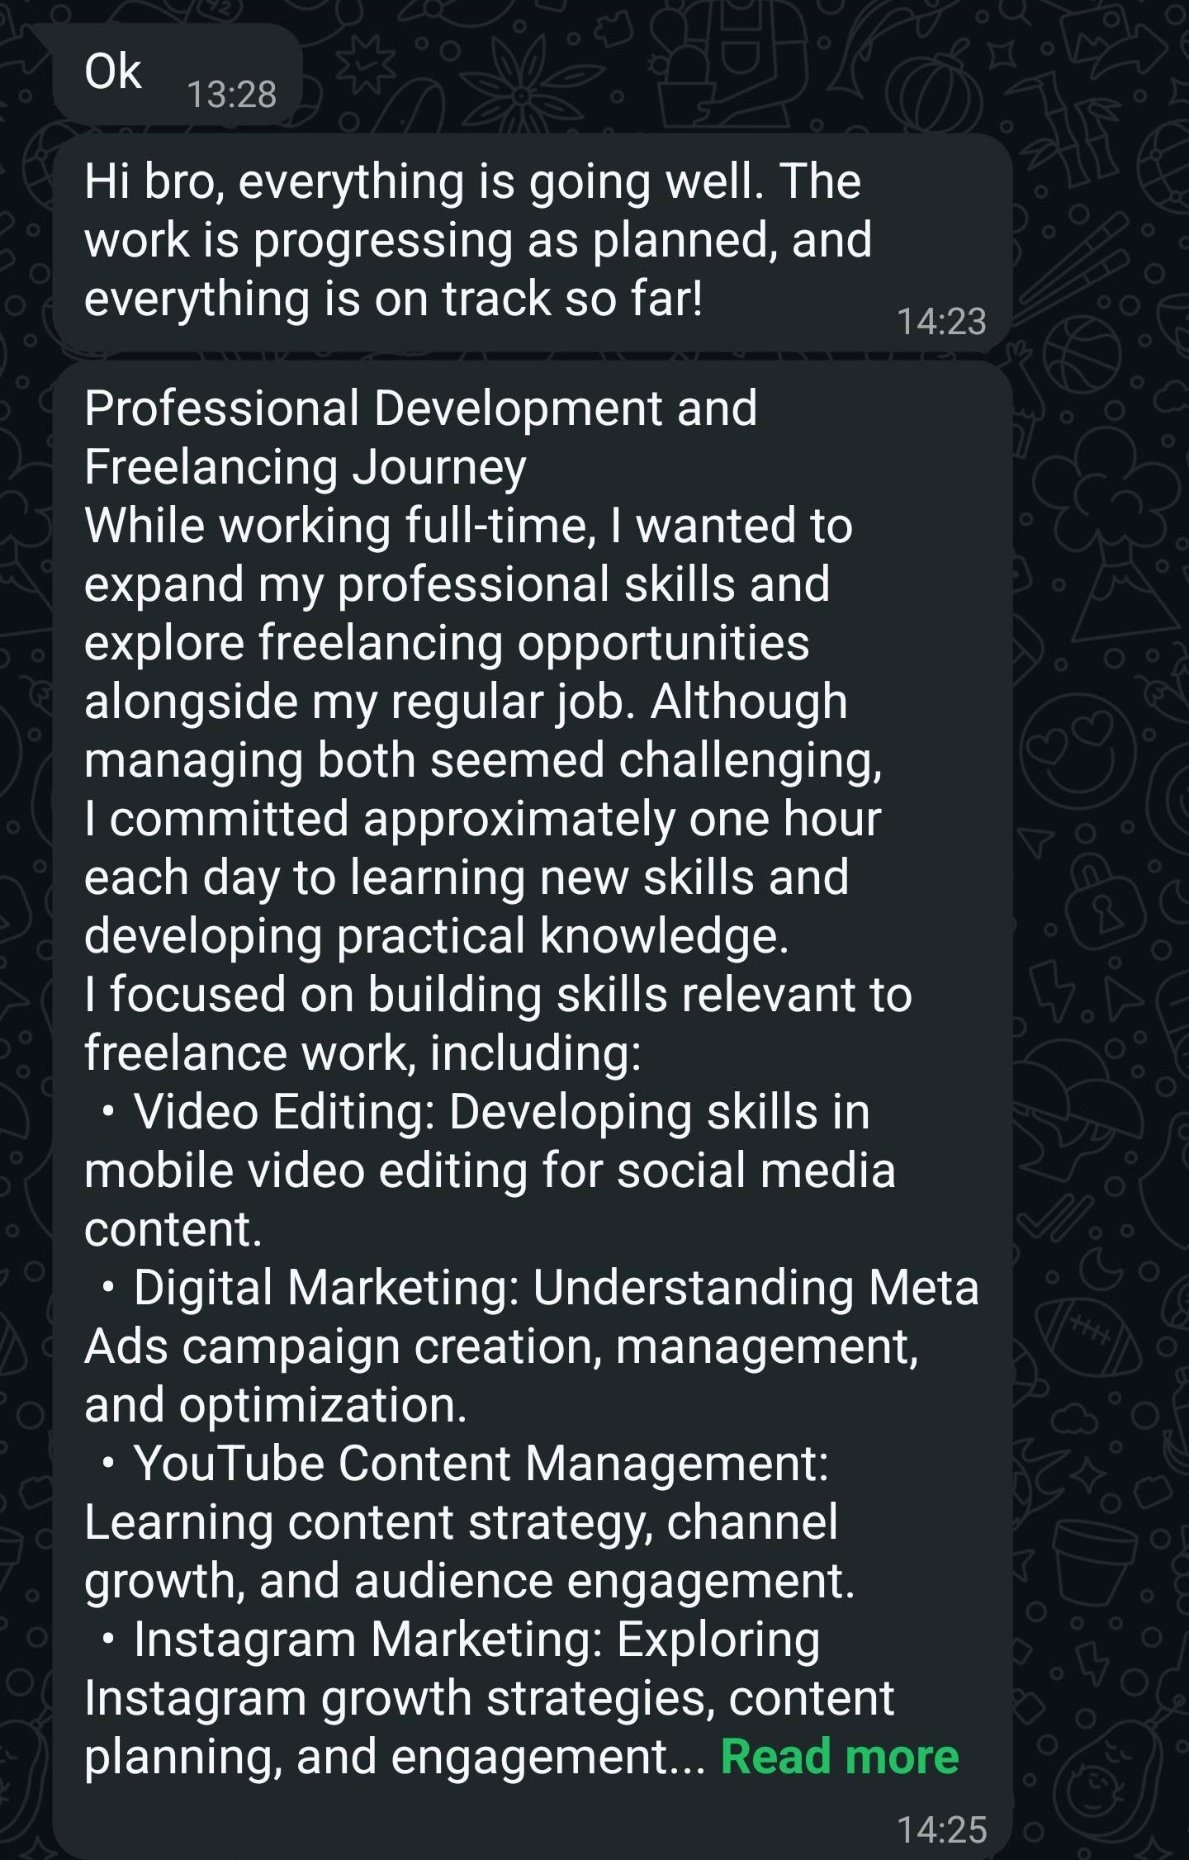 Ok
13:28
Hi bro, everything is going well. The
work is progressing as planned, and
everything is on track so far!
14:23
Professional Development and
Freelancing Journey
While working full-time, I wanted to
expand my professional skills and
explore freelancing opportunities
alongside my regular job. Although
managing both seemed challenging,
I committed approximately one hour
each day to learning new skills and
developing practical knowledge.
I focused on building skills relevant to
freelance work, including:
• Video Editing: Developing skills in
mobile video editing for social media
content.
• Digital Marketing: Understanding Meta
Ads campaign creation, management,
and optimization.
• YouTube Content Management:
Learning content strategy, channel
growth, and audience engagement.
• Instagram Marketing: Exploring
Instagram growth strategies, content
planning, and engagement... Read more
14:25